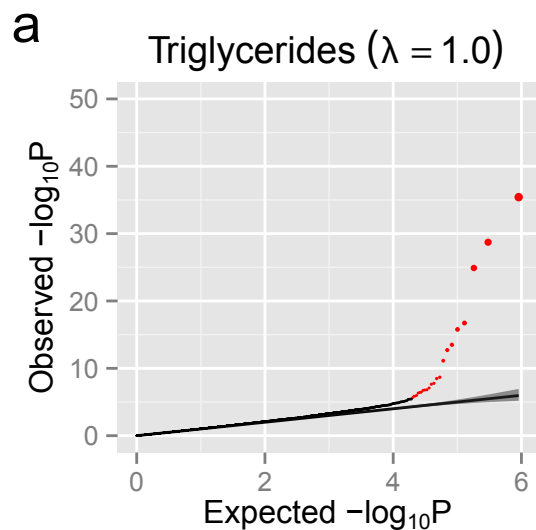 a
Triglycerides (λ = 1.0)
Observed −log₁₀P
50
40
30
20
10
0
0 2 4 6
Expected −log₁₀P